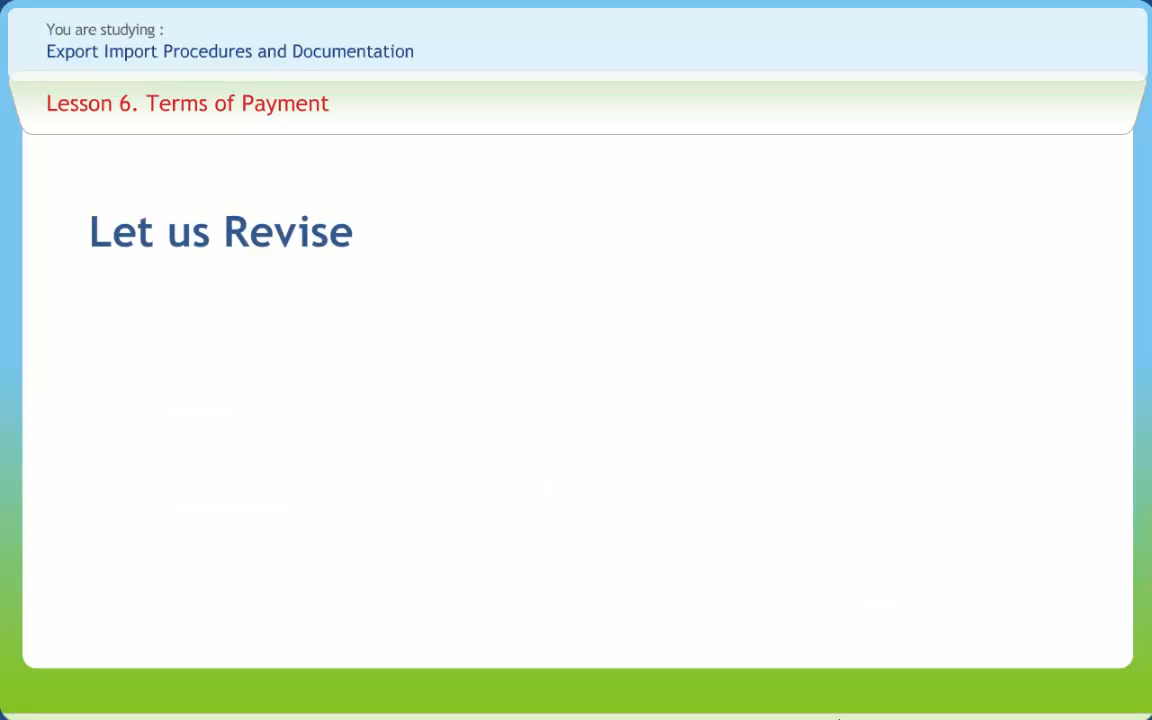 You are studying :
Export Import Procedures and Documentation
Lesson 6. Terms of Payment
Let us Revise